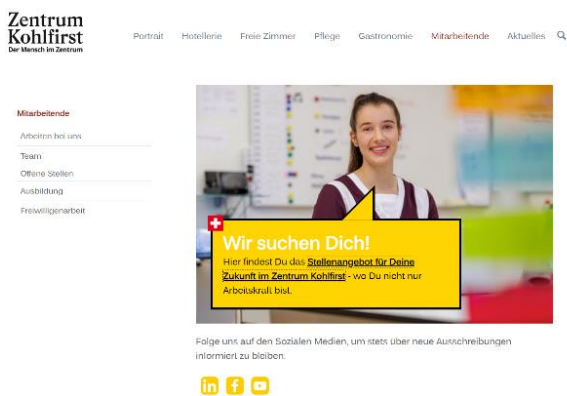 Zentrum
Kohlfirst
Der Mensch im Zentrum
Portrait Hotellerie Freie Zimmer Pflege Gastronomie Mitarbeitende Aktuelles
Mitarbeitende
Arbeiten bei uns
Team
Offene Stellen
Ausbildung
Freiwilligenarbeit
Wir suchen Dich!
Hier findest Du das Stellenangebot für Deine
Zukunft im Zentrum Kohlfirst - wo Du nicht nur
Arbeitskraft bist.
Folge uns auf den Sozialen Medien, um stets über neue Ausschreibungen
informiert zu bleiben.
in f